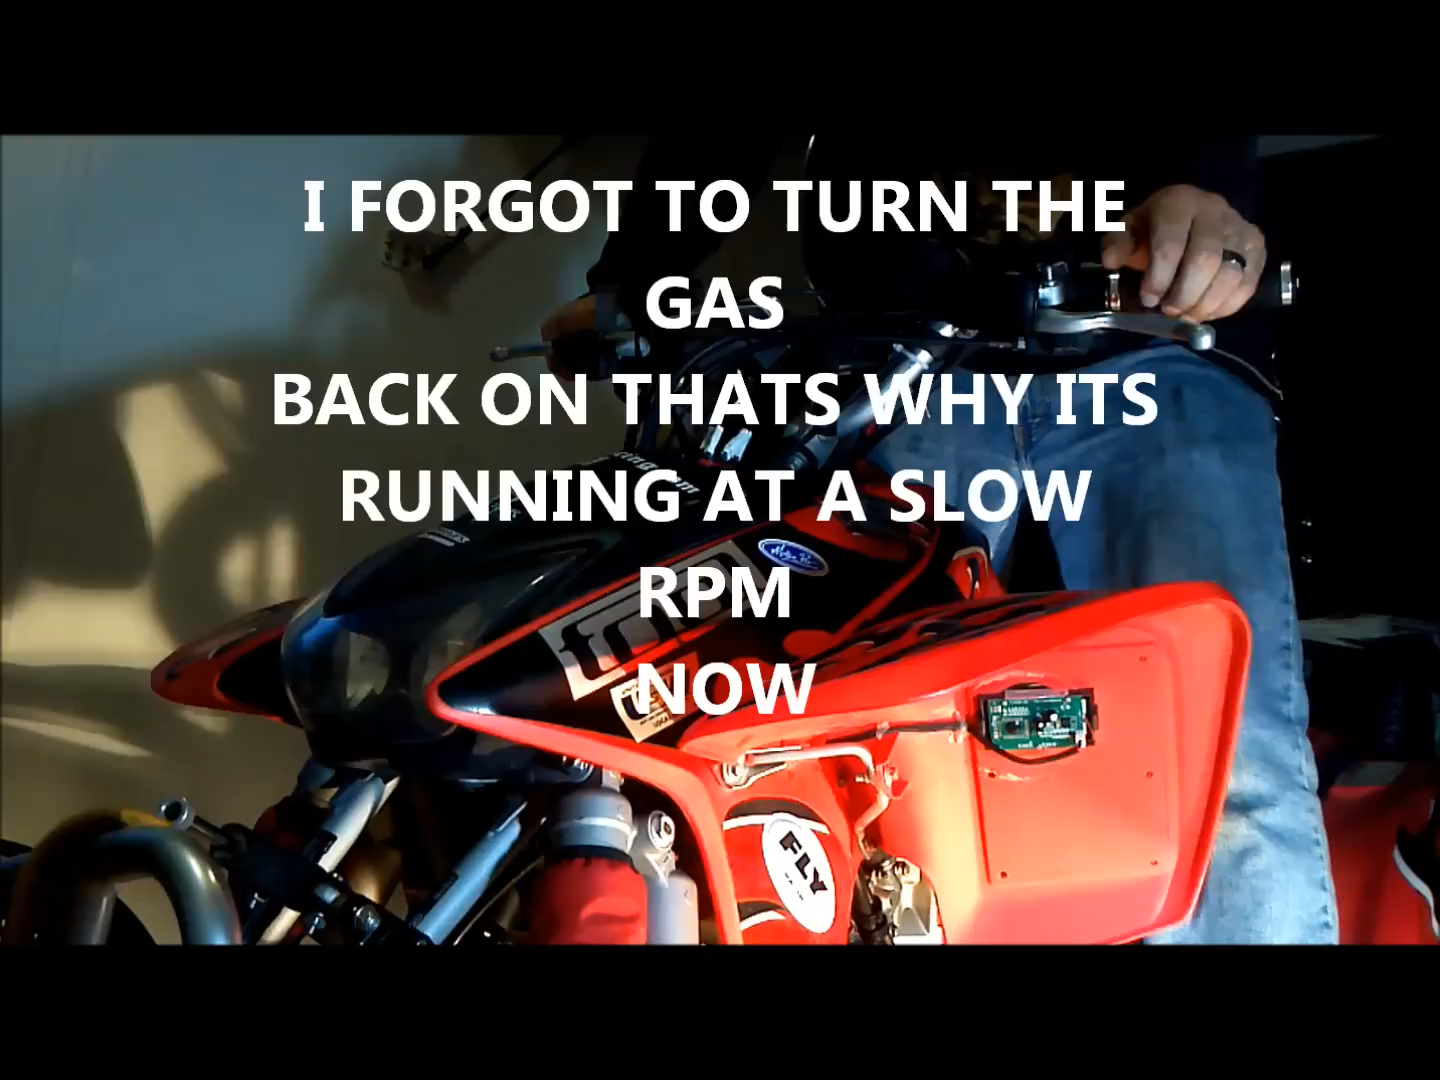 I FORGOT TO TURN THE
GAS
BACK ON THATS WHY ITS
RUNNING AT A SLOW
RPM
NOW
FLY